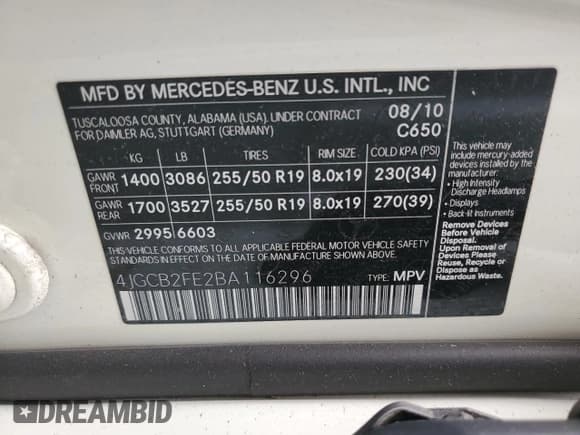 MFD BY MERCEDES-BENZ U.S. INTL., INC
TUSCALOOSA COUNTY, ALABAMA (USA), UNDER CONTRACT
FOR DAIMLER AG, STUTTGART (GERMANY)
08/10
C650
KG LB TIRES RIM SIZE COLD KPA (PSI)
GAWR FRONT 1400 3086 255/50 R19 8.0x19 230(34)
GAWR REAR 1700 3527 255/50 R19 8.0x19 270(39)
GVWR 2995 6603
THIS VEHICLE CONFORMS TO ALL APPLICABLE FEDERAL MOTOR VEHICLE SAFETY
STANDARDS IN EFFECT ON THE DATE OF MANUFACTURE SHOWN ABOVE.
4JGCB2FE2BA116296 TYPE: MPV
This vehicle may
include mercury-added
devices installed by the
manufacturer:
• High Intensity
Discharge Headlamps
• Displays
• Back-lit Instruments
Remove Devices
Before Vehicle
Disposal
Upon Removal of
Devices Please
Reuse, Recycle or
Dispose as
Hazardous Waste.
DREAMBID